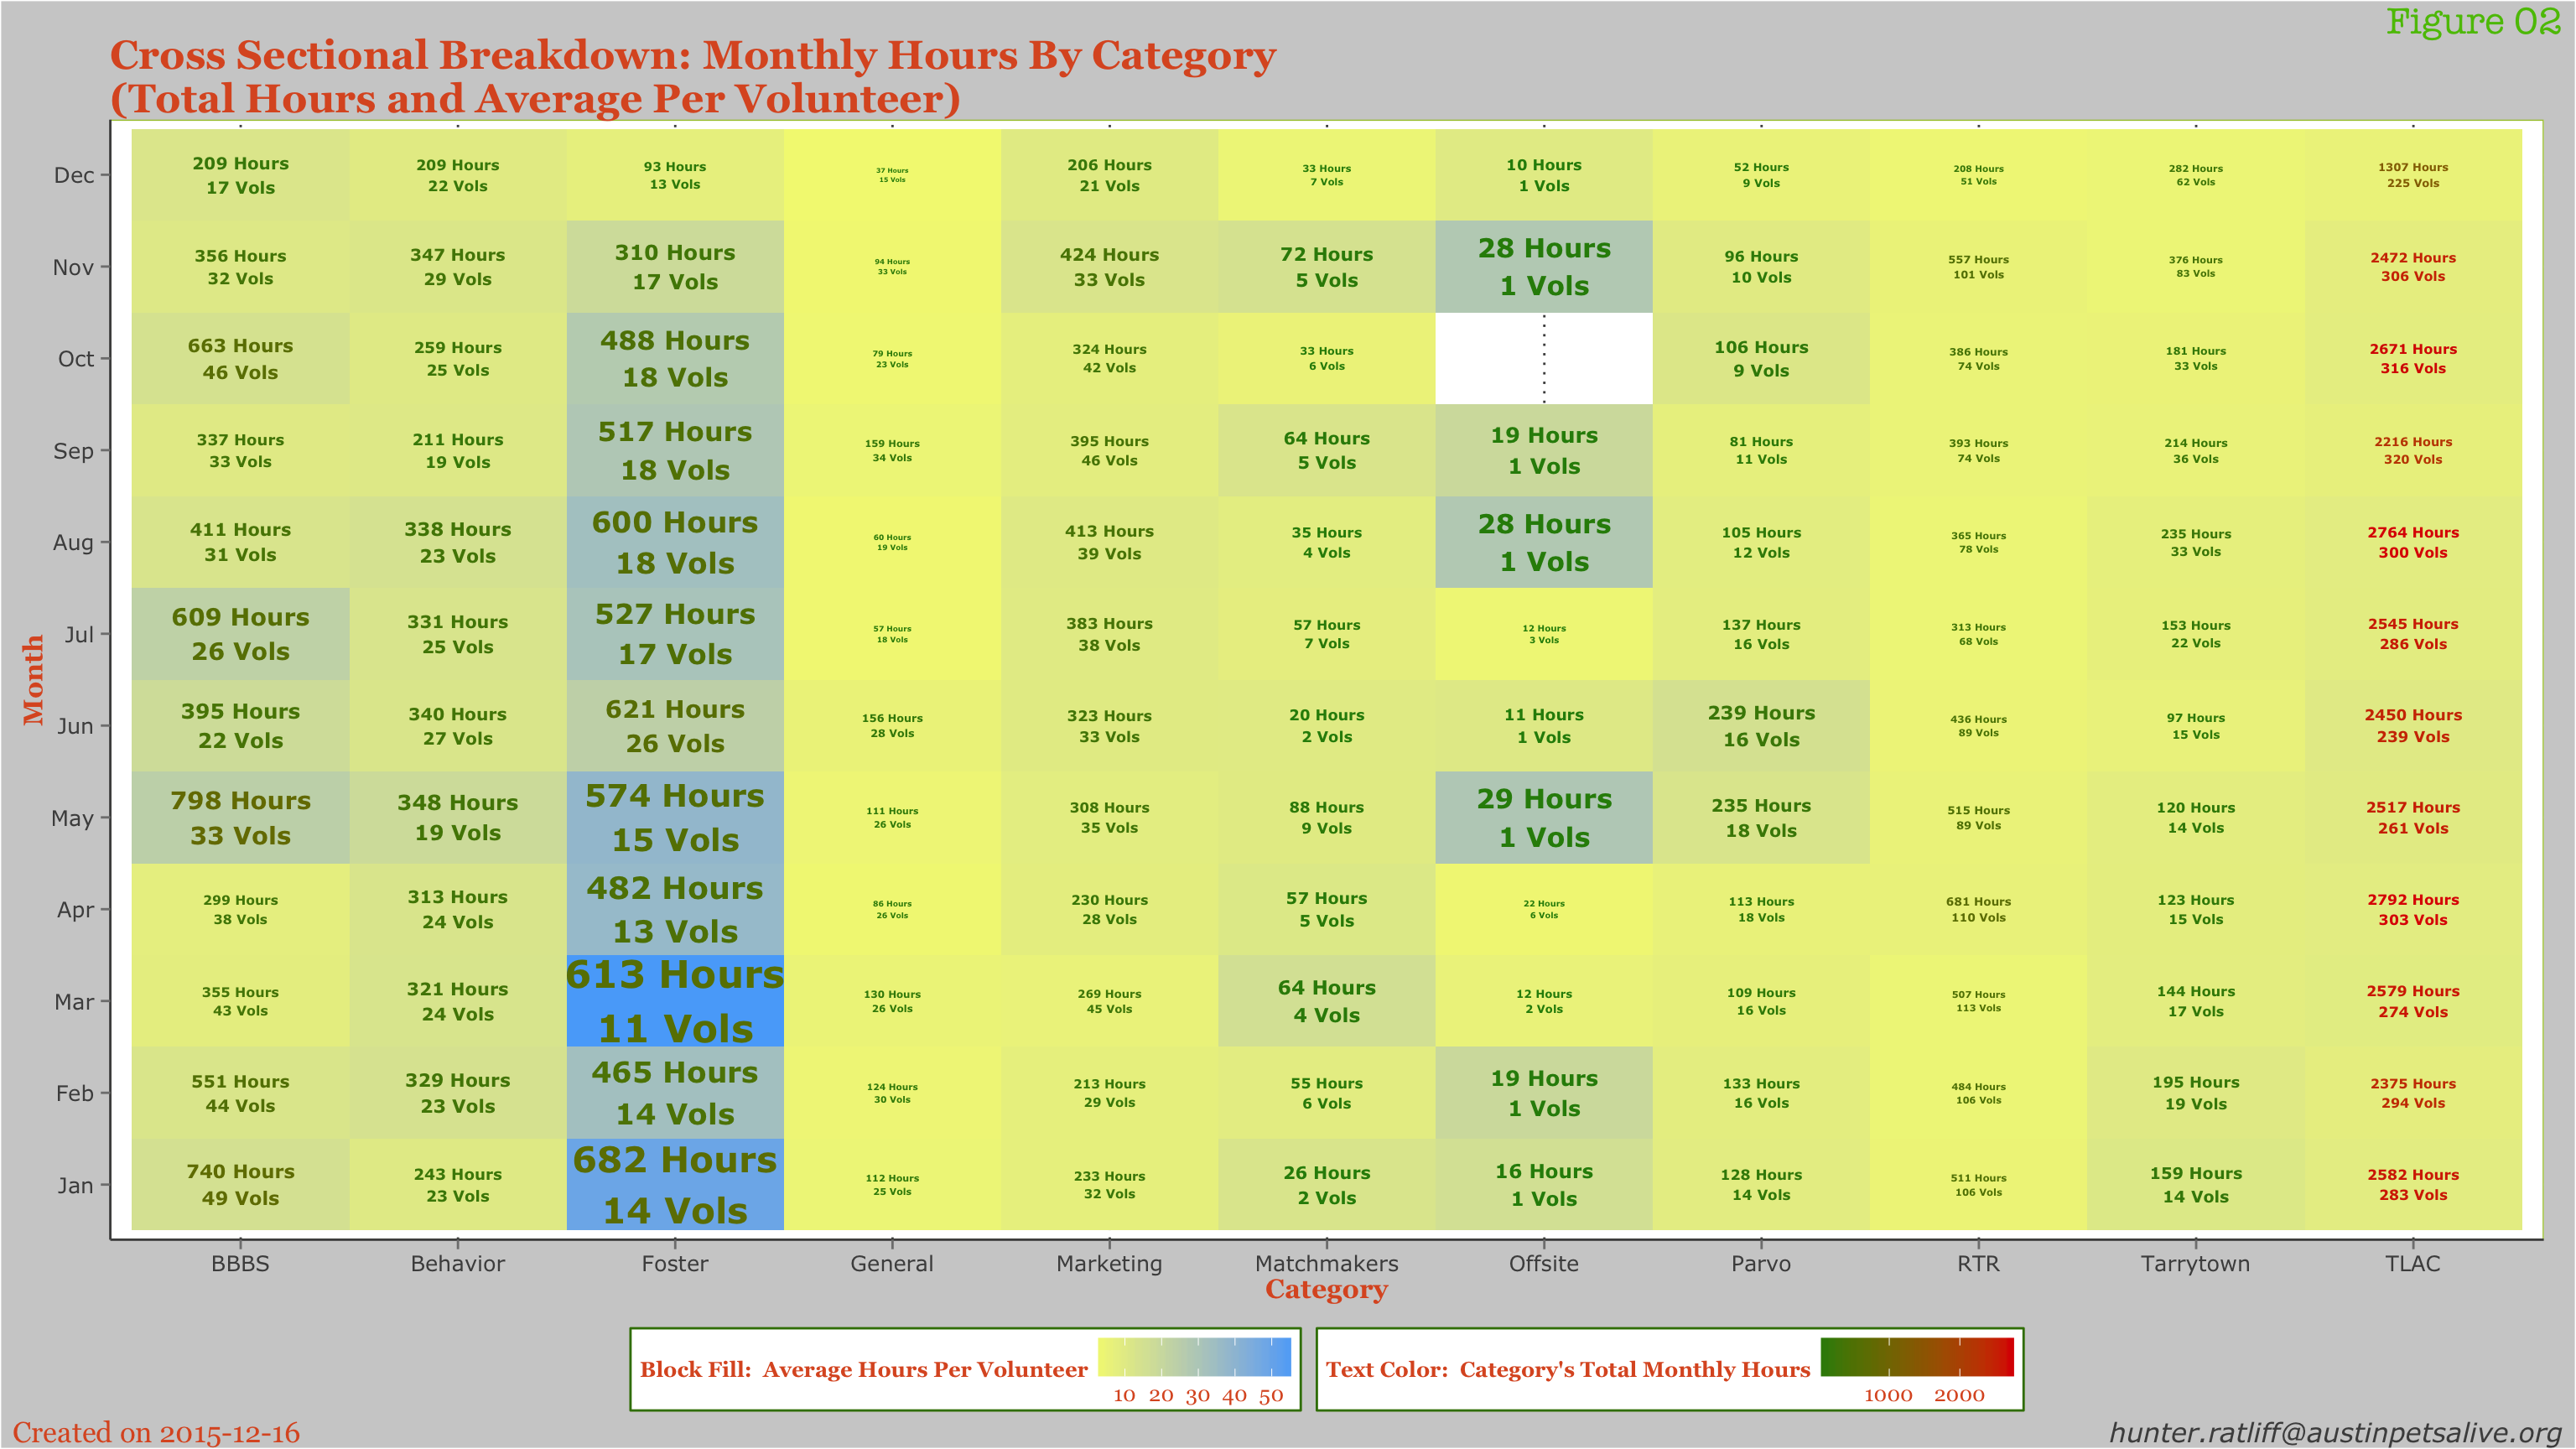 Figure 02
Cross Sectional Breakdown: Monthly Hours By Category
(Total Hours and Average Per Volunteer)
Month
Dec
209 Hours 209 Hours 93 Hours 37 Hours 206 Hours 33 Hours 10 Hours 52 Hours 208 Hours 282 Hours 1307 Hours
17 Vols 22 Vols 13 Vols 15 Vols 21 Vols 7 Vols 1 Vols 9 Vols 51 Vols 62 Vols 225 Vols
Nov
356 Hours 347 Hours 310 Hours 94 Hours 424 Hours 72 Hours 28 Hours 96 Hours 557 Hours 376 Hours 2472 Hours
32 Vols 29 Vols 17 Vols 33 Vols 33 Vols 5 Vols 1 Vols 10 Vols 101 Vols 83 Vols 306 Vols
Oct
663 Hours 259 Hours 488 Hours 79 Hours 324 Hours 33 Hours 106 Hours 386 Hours 181 Hours 2671 Hours
46 Vols 25 Vols 18 Vols 23 Vols 42 Vols 6 Vols 9 Vols 74 Vols 33 Vols 316 Vols
Sep
337 Hours 211 Hours 517 Hours 159 Hours 395 Hours 64 Hours 19 Hours 81 Hours 393 Hours 214 Hours 2216 Hours
33 Vols 19 Vols 18 Vols 34 Vols 46 Vols 5 Vols 1 Vols 11 Vols 74 Vols 36 Vols 320 Vols
Aug
411 Hours 338 Hours 600 Hours 60 Hours 413 Hours 35 Hours 28 Hours 105 Hours 365 Hours 235 Hours 2764 Hours
31 Vols 23 Vols 18 Vols 19 Vols 39 Vols 4 Vols 1 Vols 12 Vols 78 Vols 33 Vols 300 Vols
Jul
609 Hours 331 Hours 527 Hours 57 Hours 383 Hours 57 Hours 12 Hours 137 Hours 313 Hours 153 Hours 2545 Hours
26 Vols 25 Vols 17 Vols 18 Vols 38 Vols 7 Vols 3 Vols 16 Vols 68 Vols 22 Vols 286 Vols
Jun
395 Hours 340 Hours 621 Hours 156 Hours 323 Hours 20 Hours 11 Hours 239 Hours 436 Hours 97 Hours 2450 Hours
22 Vols 27 Vols 26 Vols 28 Vols 33 Vols 2 Vols 1 Vols 16 Vols 89 Vols 15 Vols 239 Vols
May
798 Hours 348 Hours 574 Hours 111 Hours 308 Hours 88 Hours 29 Hours 235 Hours 515 Hours 120 Hours 2517 Hours
33 Vols 19 Vols 15 Vols 26 Vols 35 Vols 9 Vols 1 Vols 18 Vols 89 Vols 14 Vols 261 Vols
Apr
299 Hours 313 Hours 482 Hours 86 Hours 230 Hours 57 Hours 22 Hours 113 Hours 681 Hours 123 Hours 2792 Hours
38 Vols 24 Vols 13 Vols 26 Vols 28 Vols 5 Vols 6 Vols 18 Vols 110 Vols 15 Vols 303 Vols
Mar
355 Hours 321 Hours 613 Hours 130 Hours 269 Hours 64 Hours 12 Hours 109 Hours 507 Hours 144 Hours 2579 Hours
43 Vols 24 Vols 11 Vols 26 Vols 45 Vols 4 Vols 2 Vols 16 Vols 113 Vols 17 Vols 274 Vols
Feb
551 Hours 329 Hours 465 Hours 124 Hours 213 Hours 55 Hours 19 Hours 133 Hours 484 Hours 195 Hours 2375 Hours
44 Vols 23 Vols 14 Vols 30 Vols 29 Vols 6 Vols 1 Vols 16 Vols 106 Vols 19 Vols 294 Vols
Jan
740 Hours 243 Hours 682 Hours 112 Hours 233 Hours 26 Hours 16 Hours 128 Hours 511 Hours 159 Hours 2582 Hours
49 Vols 23 Vols 14 Vols 25 Vols 32 Vols 2 Vols 1 Vols 14 Vols 106 Vols 14 Vols 283 Vols
BBBS Behavior Foster General Marketing Matchmakers Offsite Parvo RTR Tarrytown TLAC
Category
Block Fill: Average Hours Per Volunteer
10 20 30 40 50
Text Color: Category's Total Monthly Hours
1000 2000
Created on 2015-12-16
hunter.ratliff@austinpetsalive.org